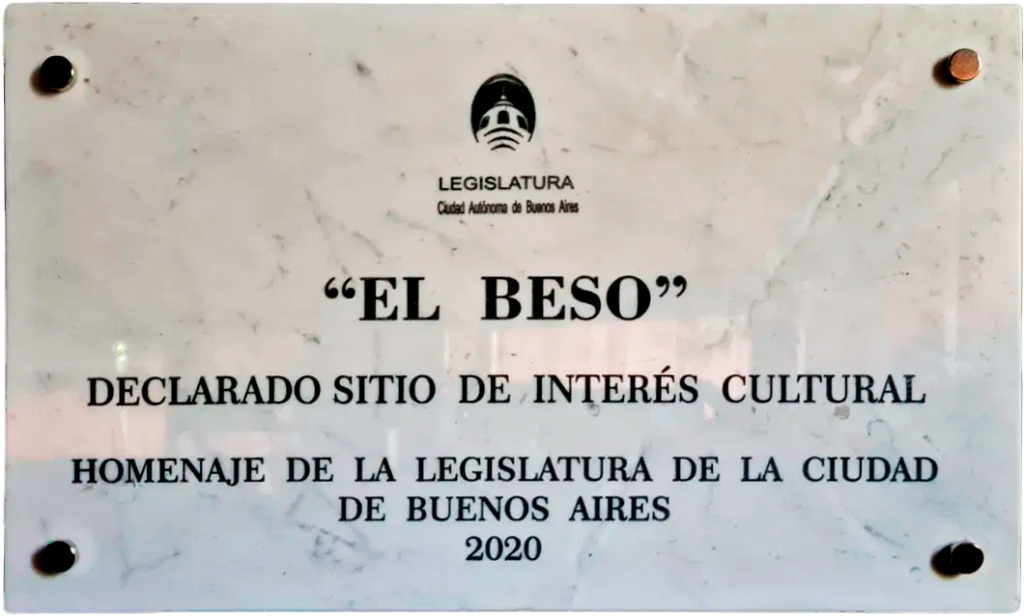 LEGISLATURA
Ciudad Autónoma de Buenos Aires
“EL BESO”
DECLARADO SITIO DE INTERÉS CULTURAL
HOMENAJE DE LA LEGISLATURA DE LA CIUDAD
DE BUENOS AIRES
2020